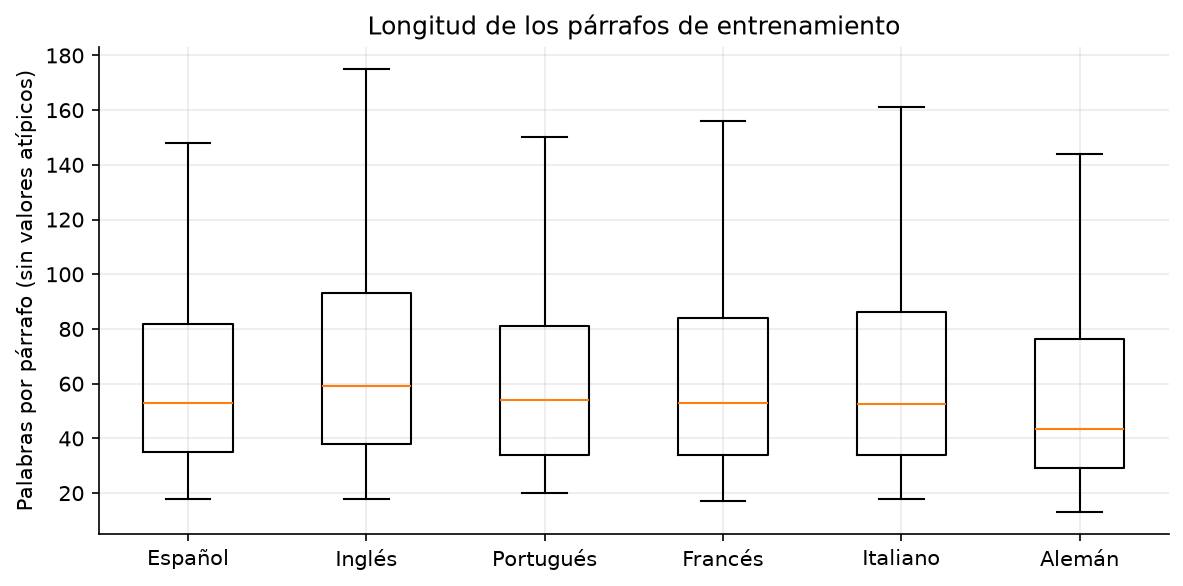 Longitud de los párrafos de entrenamiento
Palabras por párrafo (sin valores atípicos)
180
160
140
120
100
80
60
40
20
Español
Inglés
Portugués
Francés
Italiano
Alemán